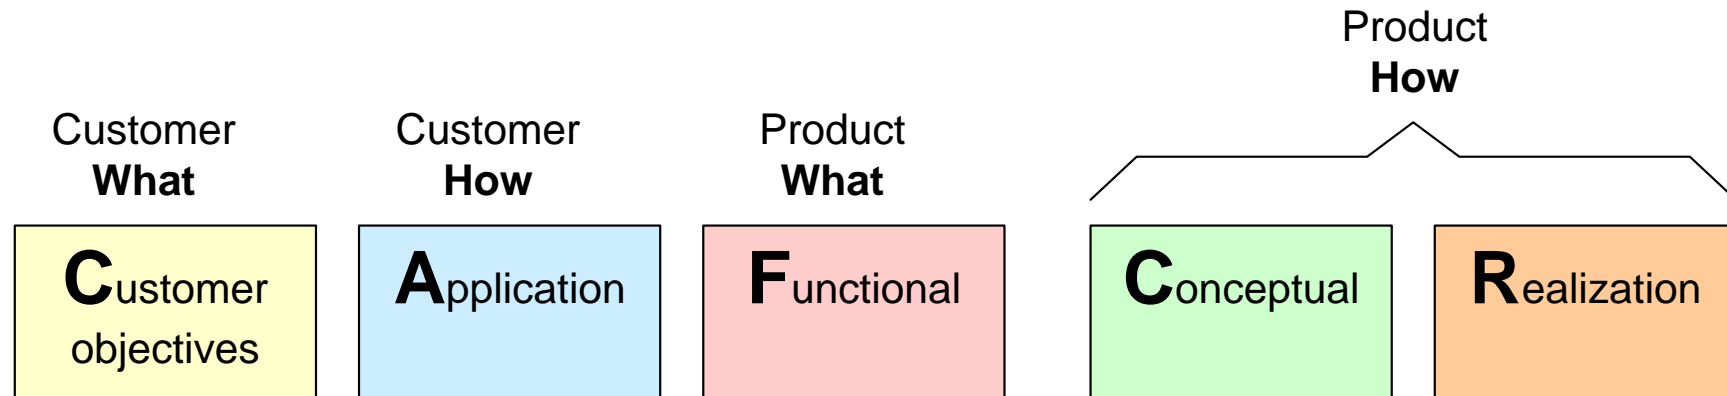 Product
How
Customer
What
Customer
How
Product
What
Customer
objectives
Application
Functional
Conceptual
Realization